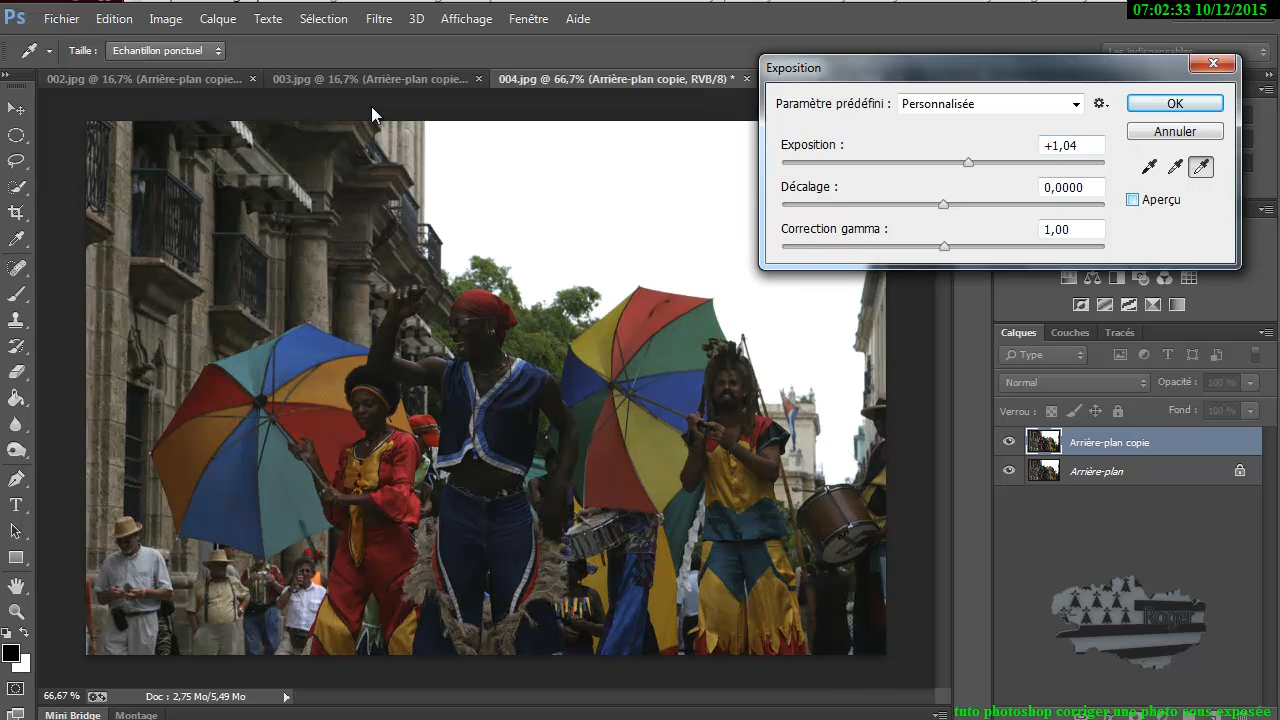 07:02:33 10/12/2015
Ps Fichier Edition Image Calque Texte Sélection Filtre 3D Affichage Fenêtre Aide
Taille : Echantillon ponctuel
Les indispensables
002.jpg @ 16,7% (Arrière-plan copie... × 003.jpg @ 16,7% (Arrière-plan copie... × 004.jpg @ 66,7% (Arrière-plan copie, RVB/8) * ×
Exposition
Paramètre prédéfini : Personnalisée
OK
Annuler
Exposition : +1,04
Décalage : 0,0000
Aperçu
Correction gamma : 1,00
Calques Couches Tracés
Type
Normal Opacité : 100 %
Verrou : Fond : 100 %
Arrière-plan copie
Arrière-plan
Roger
66,67 % Doc : 2,75 Mo/5,49 Mo
Mini Bridge Montage
tuto photoshop corriger une photo sous exposée